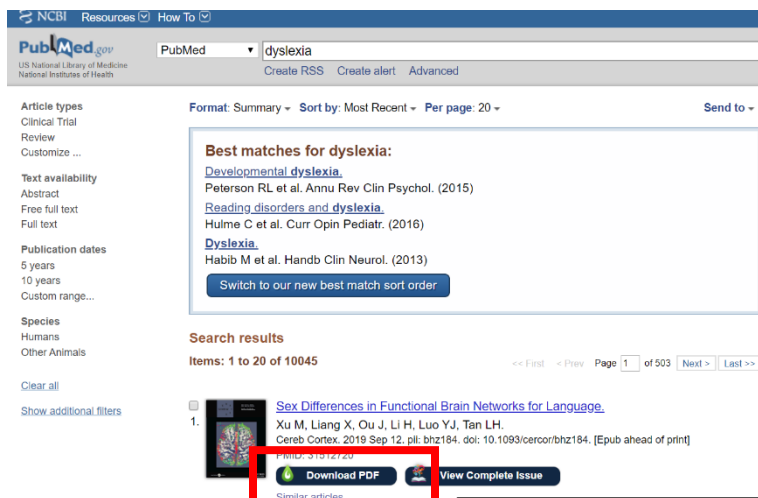 NCBI Resources How To
PubMed.gov
US National Library of Medicine
National Institutes of Health
PubMed dyslexia
Create RSS Create alert Advanced
Article types
Clinical Trial
Review
Customize ...
Text availability
Abstract
Free full text
Full text
Publication dates
5 years
10 years
Custom range...
Species
Humans
Other Animals
Clear all
Show additional filters
Format: Summary Sort by: Most Recent Per page: 20 Send to
Best matches for dyslexia:
Developmental dyslexia.
Peterson RL et al. Annu Rev Clin Psychol. (2015)
Reading disorders and dyslexia.
Hulme C et al. Curr Opin Pediatr. (2016)
Dyslexia.
Habib M et al. Handb Clin Neurol. (2013)
Switch to our new best match sort order
Search results
Items: 1 to 20 of 10045
<< First < Prev Page 1 of 503 Next > Last >>
1.
Sex Differences in Functional Brain Networks for Language.
Xu M, Liang X, Ou J, Li H, Luo YJ, Tan LH.
Cereb Cortex. 2019 Sep 12. pii: bhz184. doi: 10.1093/cercor/bhz184. [Epub ahead of print]
PMID: 31512720
Download PDF View Complete Issue
Similar articles